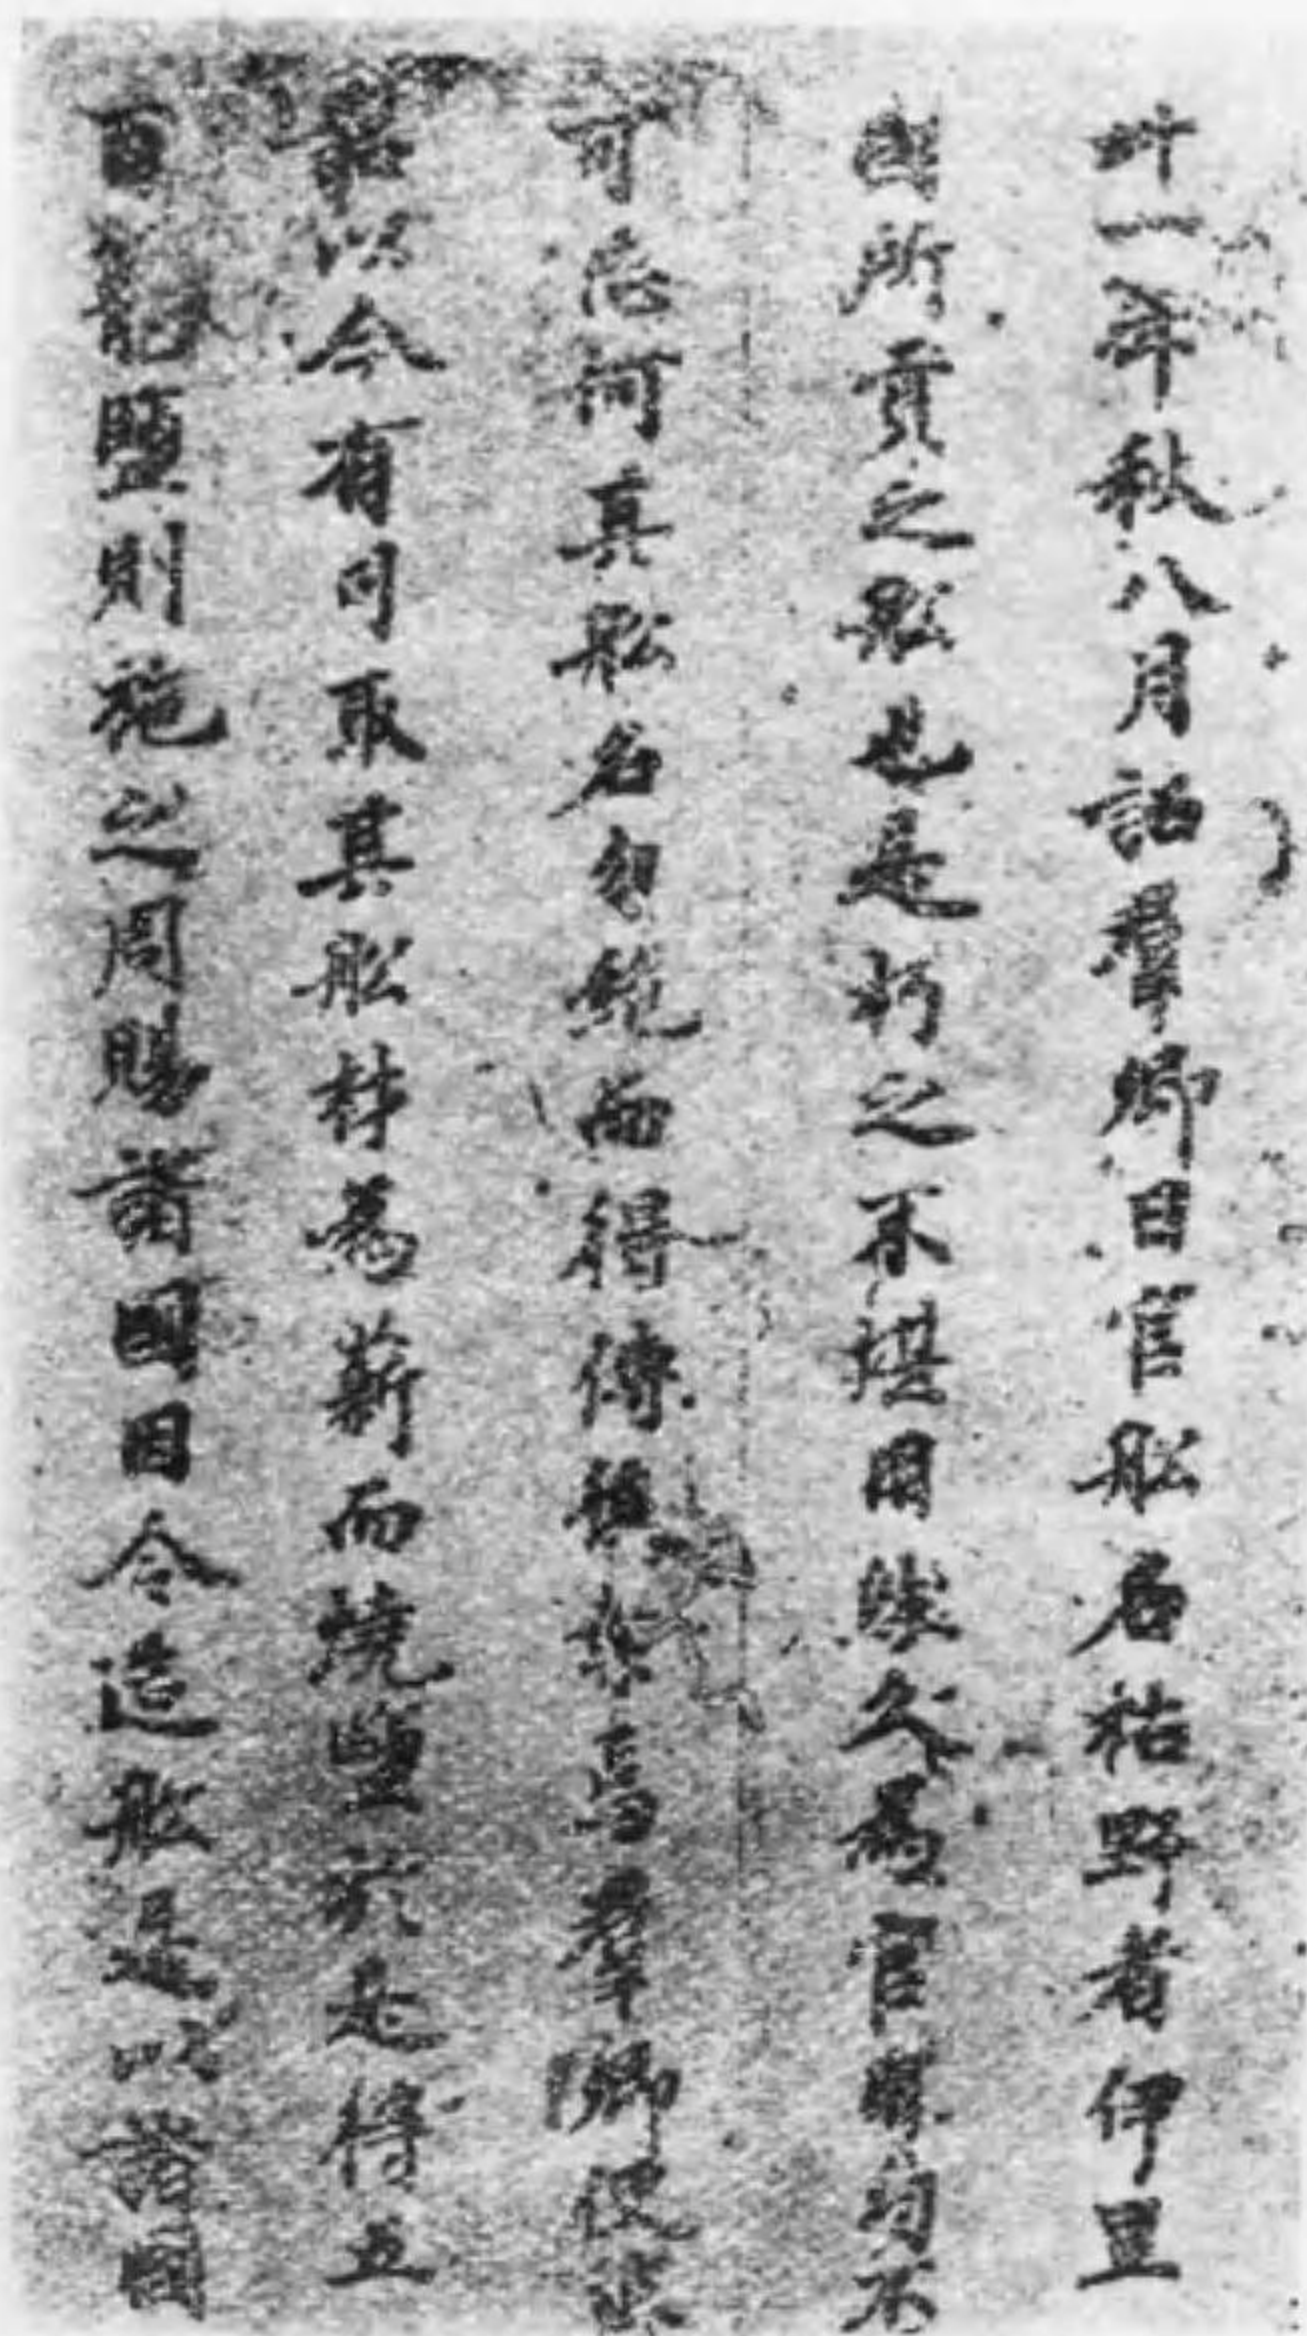 卅一年秋八月詔群卿曰官船名枯野者伊豆
國所貢之船也是朽之不堪用然久爲官用功不
可忘何其船名勿絶而得傳後葉焉群卿便被
詔以令有司取其船材爲薪而燒鹽於是得五
百籠鹽則施之周賜諸國因令造船是以諸國